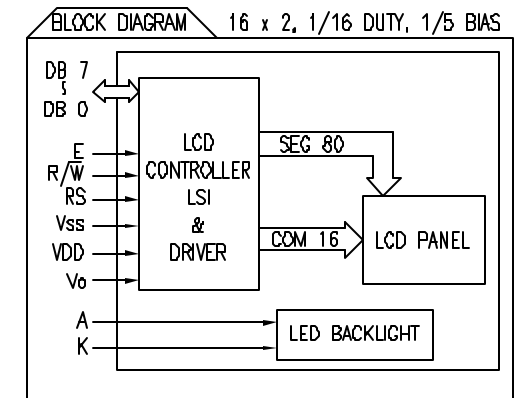 BLOCK DIAGRAM 16 x 2, 1/16 DUTY, 1/5 BIAS
DB 7
DB 0
E
R/W̅
RS
Vss
VDD
Vo
A
K
LCD
CONTROLLER
LSI
&
DRIVER
SEG 80
COM 16
LCD PANEL
LED BACKLIGHT